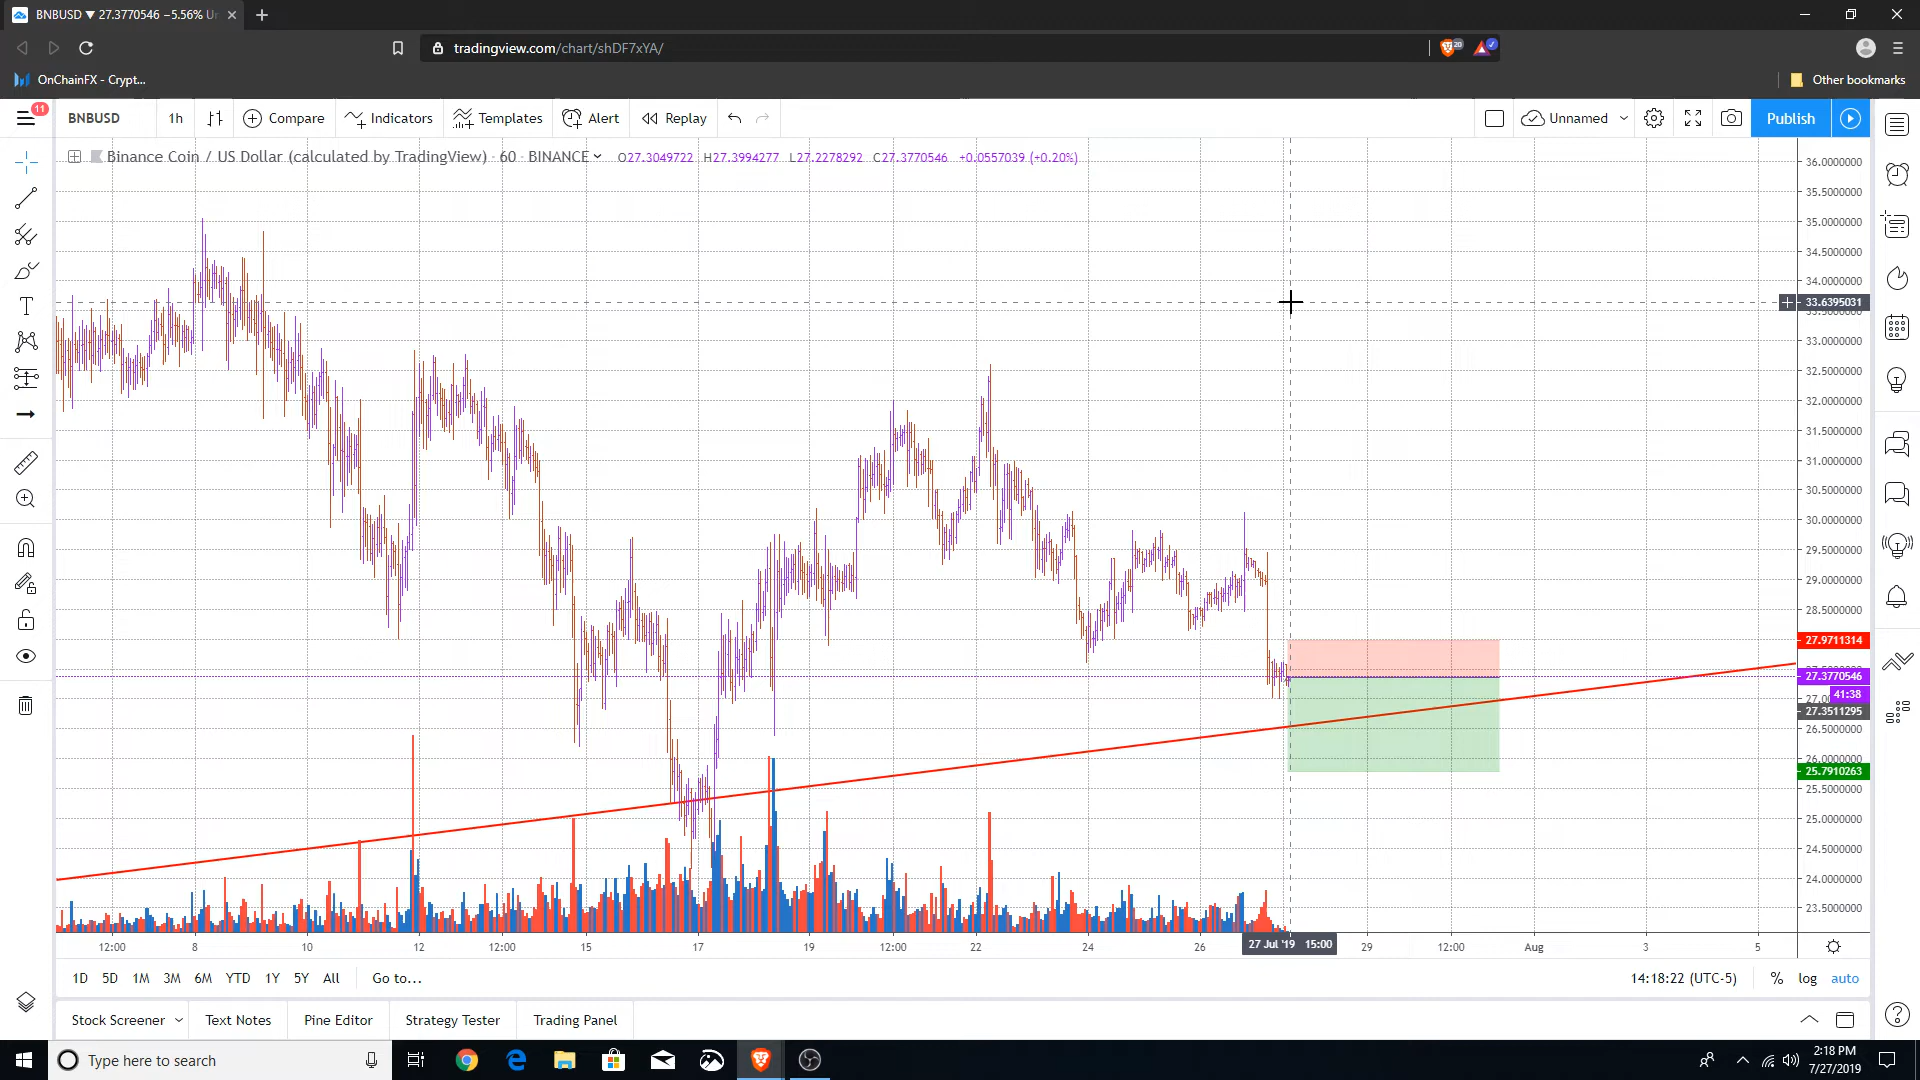 BNBUSD ▼ 27.3770546 −5.56% Un
tradingview.com/chart/shDF7xYA/
20
OnChainFX - Crypt...
Other bookmarks
11
BNBUSD
1h
Compare
Indicators
Templates
Alert
Replay
Unnamed
Publish
Binance Coin / US Dollar (calculated by TradingView) · 60 · BINANCE
O27.3049722 H27.3994277 L27.2278292 C27.3770546 +0.0557039 (+0.20%)
36.0000000
35.5000000
35.0000000
34.5000000
34.0000000
33.6395031
33.0000000
32.5000000
32.0000000
31.5000000
31.0000000
30.5000000
30.0000000
29.5000000
29.0000000
28.5000000
27.9711314
27.3770546
41:38
27.3511295
26.5000000
26.0000000
25.7910263
25.5000000
25.0000000
24.5000000
24.0000000
23.5000000
12:00 8 10 12 12:00 15 17 19 12:00 22 24 26 27 Jul '19 15:00 29 12:00 Aug 3 5
1D 5D 1M 3M 6M YTD 1Y 5Y All Go to...
14:18:22 (UTC-5) % log auto
Stock Screener Text Notes Pine Editor Strategy Tester Trading Panel
Type here to search
2:18 PM
7/27/2019